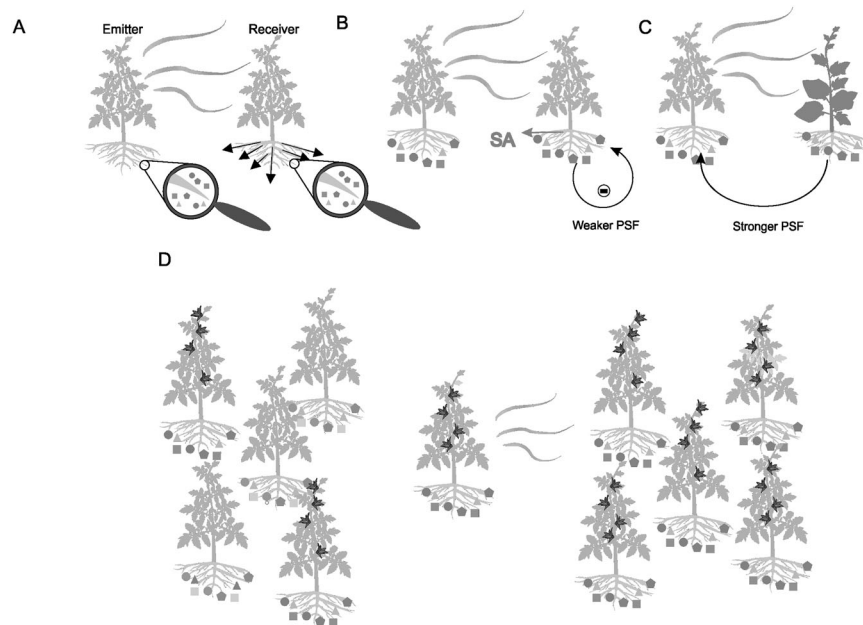 A
Emitter
Receiver
B
SA
Weaker PSF
C
Stronger PSF
D